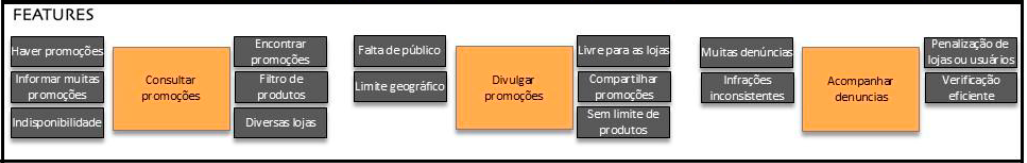 FEATURES
Haver promoções
Informar muitas
promoções
Indisponibilidade
Consultar
promoções
Encontrar
promoções
Filtro de
produtos
Diversas lojas
Falta de público
Limite geográfico
Divulgar
promoções
Livre para as lojas
Compartilhar
promoções
Sem limite de
produtos
Muitas denúncias
Infrações
inconsistentes
Acompanhar
denuncias
Penalização de
lojas ou usuários
Verificação
eficiente